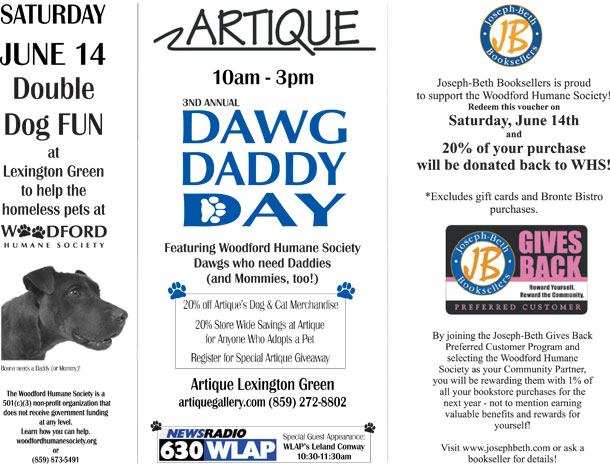 SATURDAY
JUNE 14
Double
Dog FUN
at
Lexington Green
to help the
homeless pets at
WOODFORD
HUMANE SOCIETY
Boone needs a Daddy (or Mommy)!
The Woodford Humane Society is a
501(c)(3) non-profit organization that
does not receive government funding
at any level.
Learn how you can help.
woodfordhumanesociety.org
or
(859) 873-5491
ARTIQUE
10am - 3pm
3ND ANNUAL
DAWG
DADDY
DAY
Featuring Woodford Humane Society
Dawgs who need Daddies
(and Mommies, too!)
20% off Artique's Dog & Cat Merchandise
20% Store Wide Savings at Artique
for Anyone Who Adopts a Pet
Register for Special Artique Giveaway
Artique Lexington Green
artiquegallery.com (859) 272-8802
NEWSRADIO
630 WLAP
Special Guest Appearance:
WLAP's Leland Conway
10:30-11:30am
Joseph-Beth
JB
Booksellers
Joseph-Beth Booksellers is proud
to support the Woodford Humane Society!
Redeem this voucher on
Saturday, June 14th
and
20% of your purchase
will be donated back to WHS!
*Excludes gift cards and Bronte Bistro
purchases.
Joseph-Beth
JB
Booksellers
GIVES
BACK
Reward Yourself.
Reward the Community.
PREFERRED CUSTOMER
By joining the Joseph-Beth Gives Back
Preferred Customer Program and
selecting the Woodford Humane
Society as your Community Partner,
you will be rewarding them with 1% of
all your bookstore purchases for the
next year - not to mention earning
valuable benefits and rewards for
yourself!
Visit www.josephbeth.com or ask a
bookseller for details!